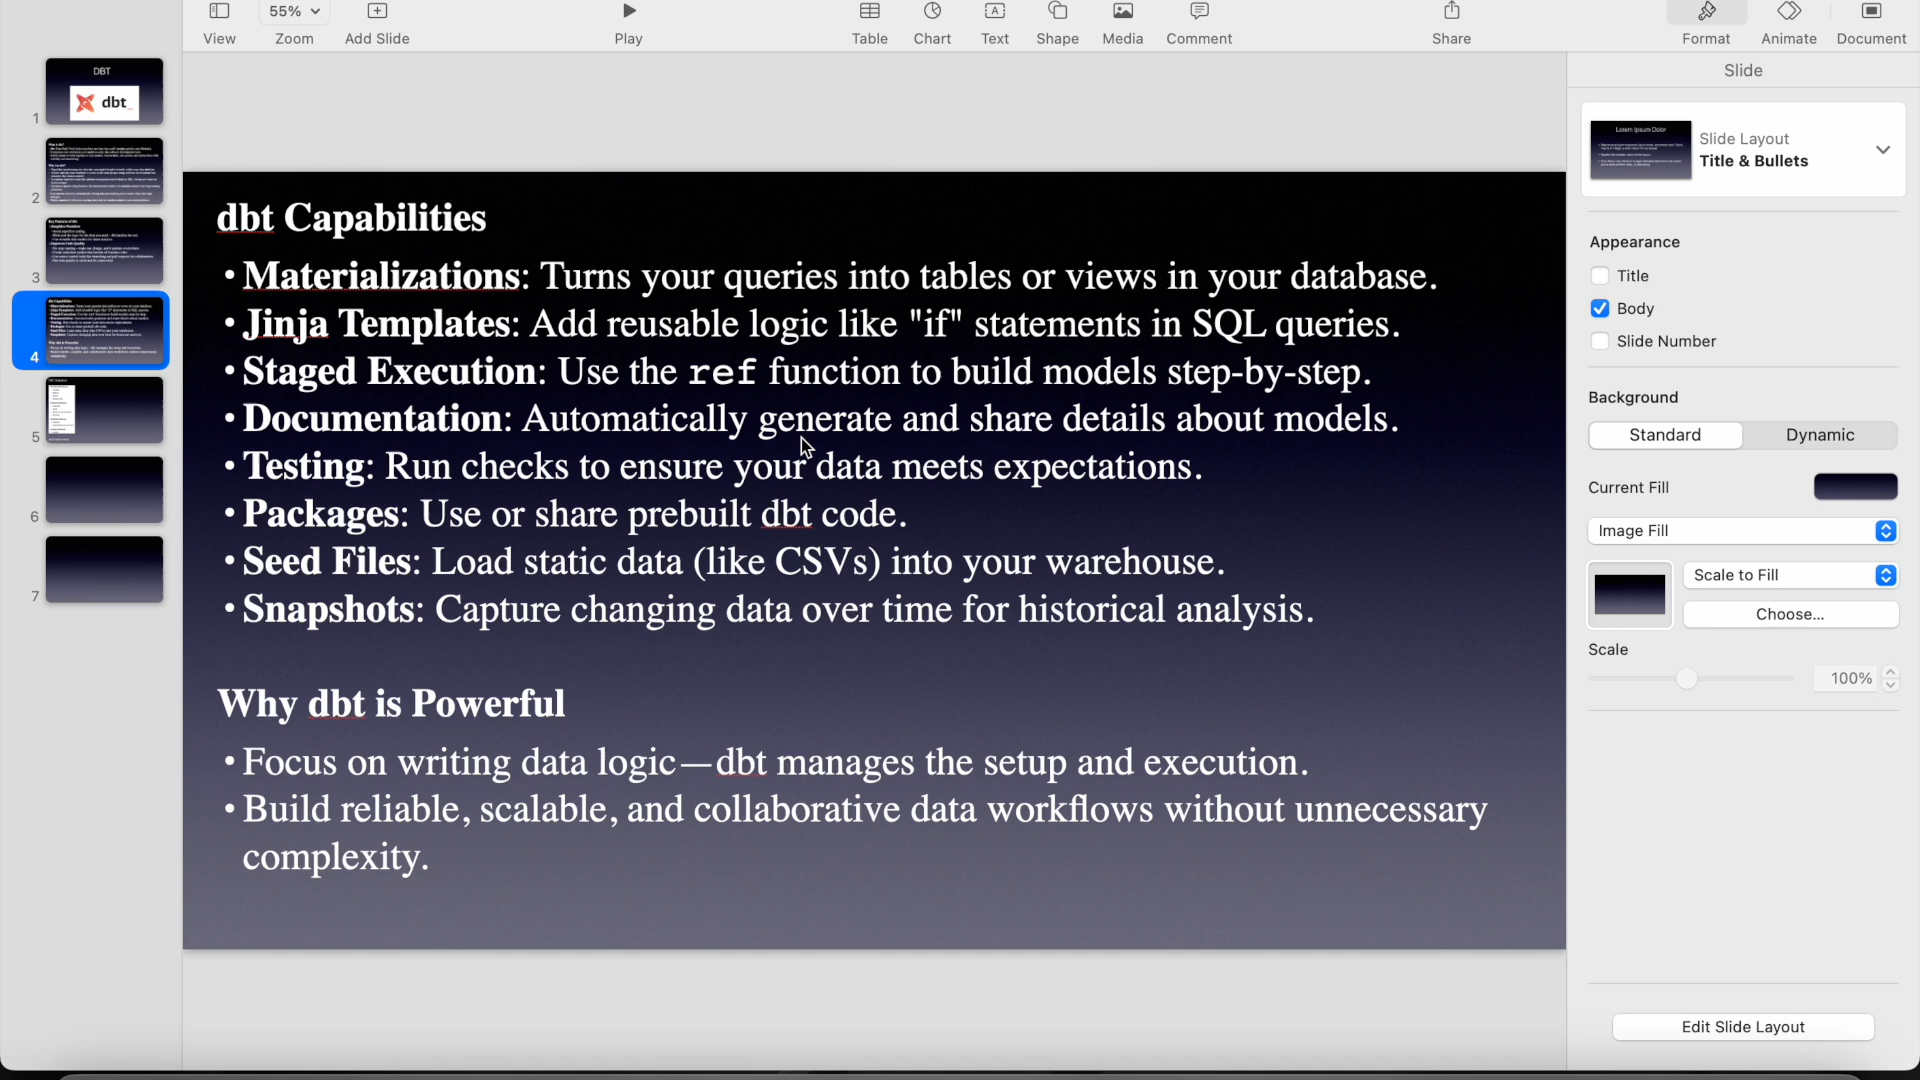 View
55%
Zoom
Add Slide
Play
Table
Chart
Text
Shape
Media
Comment
Share
Format
Animate
Document
DBT
dbt
1
2
3
4
5
6
7
dbt Capabilities
• Materializations: Turns your queries into tables or views in your database.
• Jinja Templates: Add reusable logic like "if" statements in SQL queries.
• Staged Execution: Use the ref function to build models step-by-step.
• Documentation: Automatically generate and share details about models.
• Testing: Run checks to ensure your data meets expectations.
• Packages: Use or share prebuilt dbt code.
• Seed Files: Load static data (like CSVs) into your warehouse.
• Snapshots: Capture changing data over time for historical analysis.
Why dbt is Powerful
• Focus on writing data logic—dbt manages the setup and execution.
• Build reliable, scalable, and collaborative data workflows without unnecessary
complexity.
Slide
Lorem Ipsum Dolor
Slide Layout
Title & Bullets
Appearance
Title
Body
Slide Number
Background
Standard
Dynamic
Current Fill
Image Fill
Scale to Fill
Choose...
Scale
100%
Edit Slide Layout